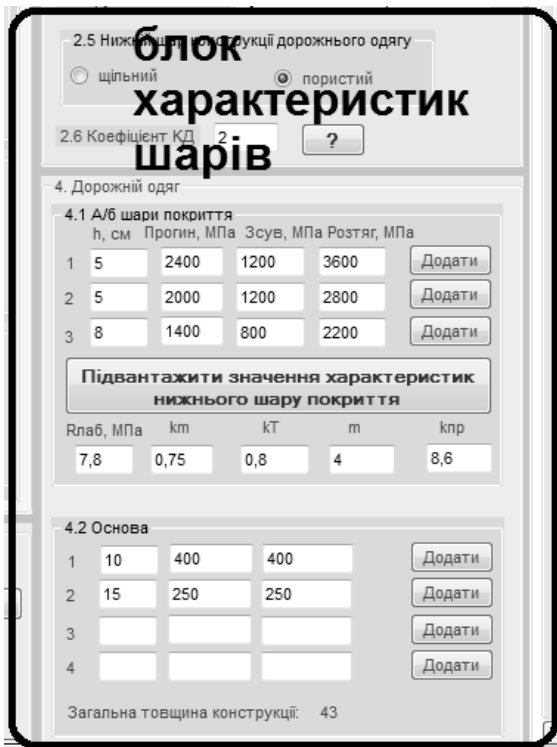 2.5 Нижній шар конструкції дорожнього одягу
блок
щільний пористий
характеристик
2.6 Коефіцієнт КД 2 ?
шарів
4. Дорожній одяг
4.1 А/б шари покриття
h, см Прогин, МПа Зсув, МПа Розтяг, МПа
1 5 2400 1200 3600 Додати
2 5 2000 1200 2800 Додати
3 8 1400 800 2200 Додати
Підвантажити значення характеристик
нижнього шару покриття
Rлаб, МПа km kT m kпр
7,8 0,75 0,8 4 8,6
4.2 Основа
1 10 400 400 Додати
2 15 250 250 Додати
3 Додати
4 Додати
Загальна товщина конструкції: 43